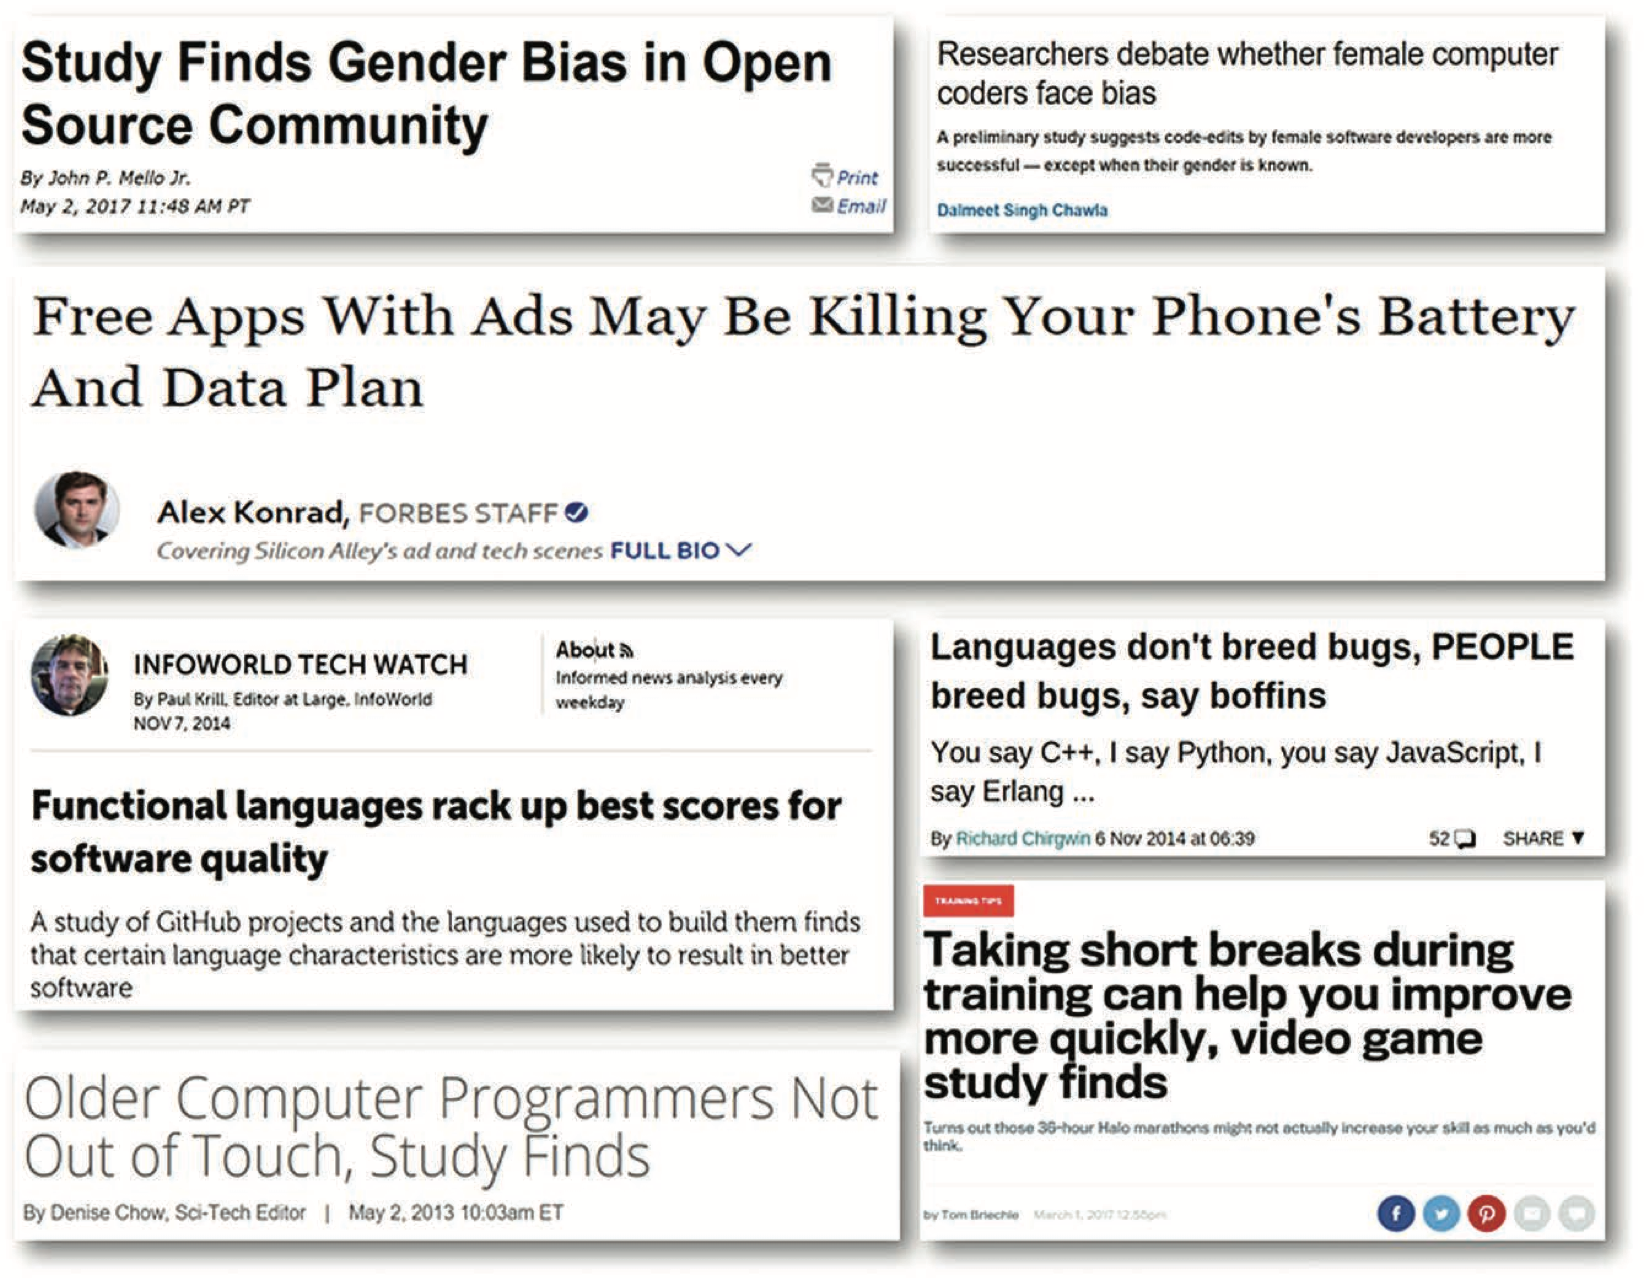 Study Finds Gender Bias in Open
Source Community
By John P. Mello Jr.
May 2, 2017 11:48 AM PT
Print
Email
Researchers debate whether female computer
coders face bias
A preliminary study suggests code-edits by female software developers are more
successful — except when their gender is known.
Dalmeet Singh Chawla
Free Apps With Ads May Be Killing Your Phone's Battery
And Data Plan
Alex Konrad, FORBES STAFF
Covering Silicon Alley's ad and tech scenes FULL BIO
INFOWORLD TECH WATCH
By Paul Krill, Editor at Large, InfoWorld
NOV 7, 2014
About
Informed news analysis every
weekday
Functional languages rack up best scores for
software quality
A study of GitHub projects and the languages used to build them finds
that certain language characteristics are more likely to result in better
software
Languages don't breed bugs, PEOPLE
breed bugs, say boffins
You say C++, I say Python, you say JavaScript, I
say Erlang ...
By Richard Chirgwin 6 Nov 2014 at 06:39
52 SHARE ▼
Older Computer Programmers Not
Out of Touch, Study Finds
By Denise Chow, Sci-Tech Editor | May 2, 2013 10:03am ET
TRAINING TIPS
Taking short breaks during
training can help you improve
more quickly, video game
study finds
Turns out those 36-hour Halo marathons might not actually increase your skill as much as you'd
think.
by Tom Briechle March 1, 2017 12:55pm